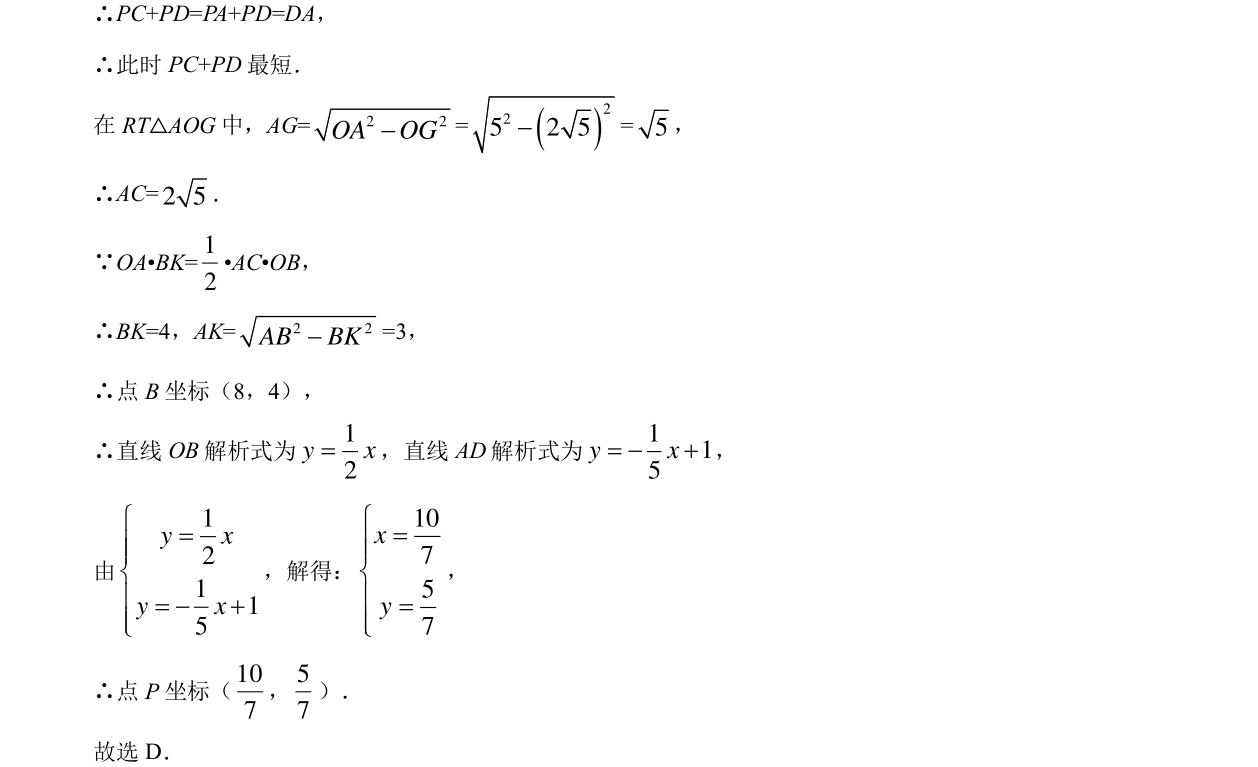 ∴PC+PD=PA+PD=DA，
∴此时 PC+PD 最短．
在 RT△AOG 中，AG=√(OA²－OG²)=√(5²－(2√5)²)=√5，
∴AC=2√5．
∵OA•BK=1/2•AC•OB，
∴BK=4，AK=√(AB²－BK²)=3，
∴点 B 坐标（8，4），
∴直线 OB 解析式为 y=1/2 x，直线 AD 解析式为 y=－1/5 x+1，
由{y=1/2 x y=－1/5 x+1，解得：{x=10/7 y=5/7，
∴点 P 坐标（10/7，5/7）．
故选 D．